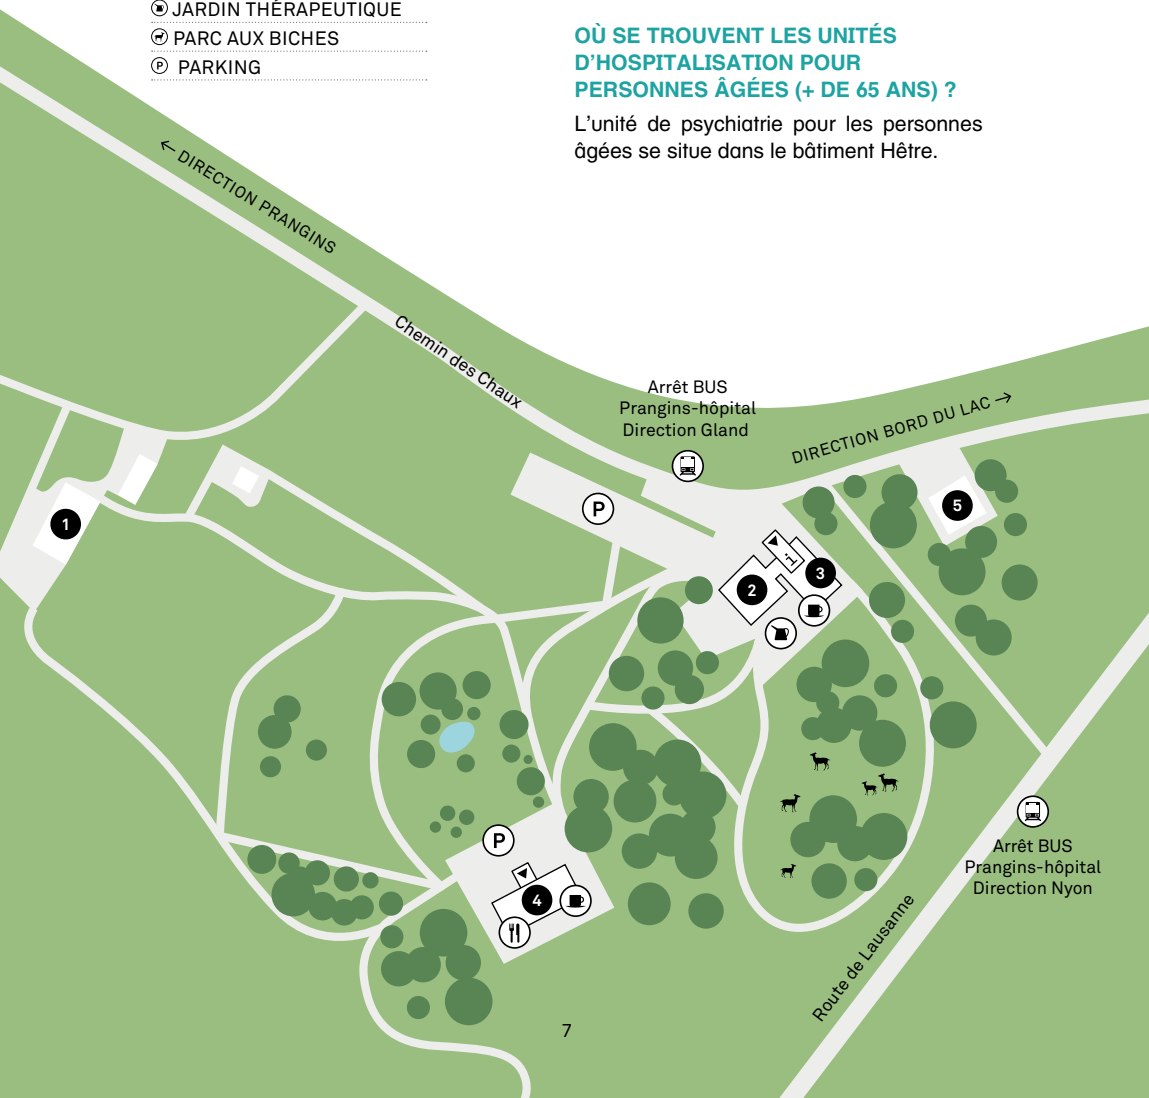 JARDIN THÉRAPEUTIQUE
PARC AUX BICHES
P PARKING
OÙ SE TROUVENT LES UNITÉS
D’HOSPITALISATION POUR
PERSONNES ÂGÉES (+ DE 65 ANS) ?
L’unité de psychiatrie pour les personnes
âgées se situe dans le bâtiment Hêtre.
← DIRECTION PRANGINS
Chemin des Chaux
Arrêt BUS
Prangins-hôpital
Direction Gland
DIRECTION BORD DU LAC →
P
1
5
i
2
3
P
4
Arrêt BUS
Prangins-hôpital
Direction Nyon
Route de Lausanne
7